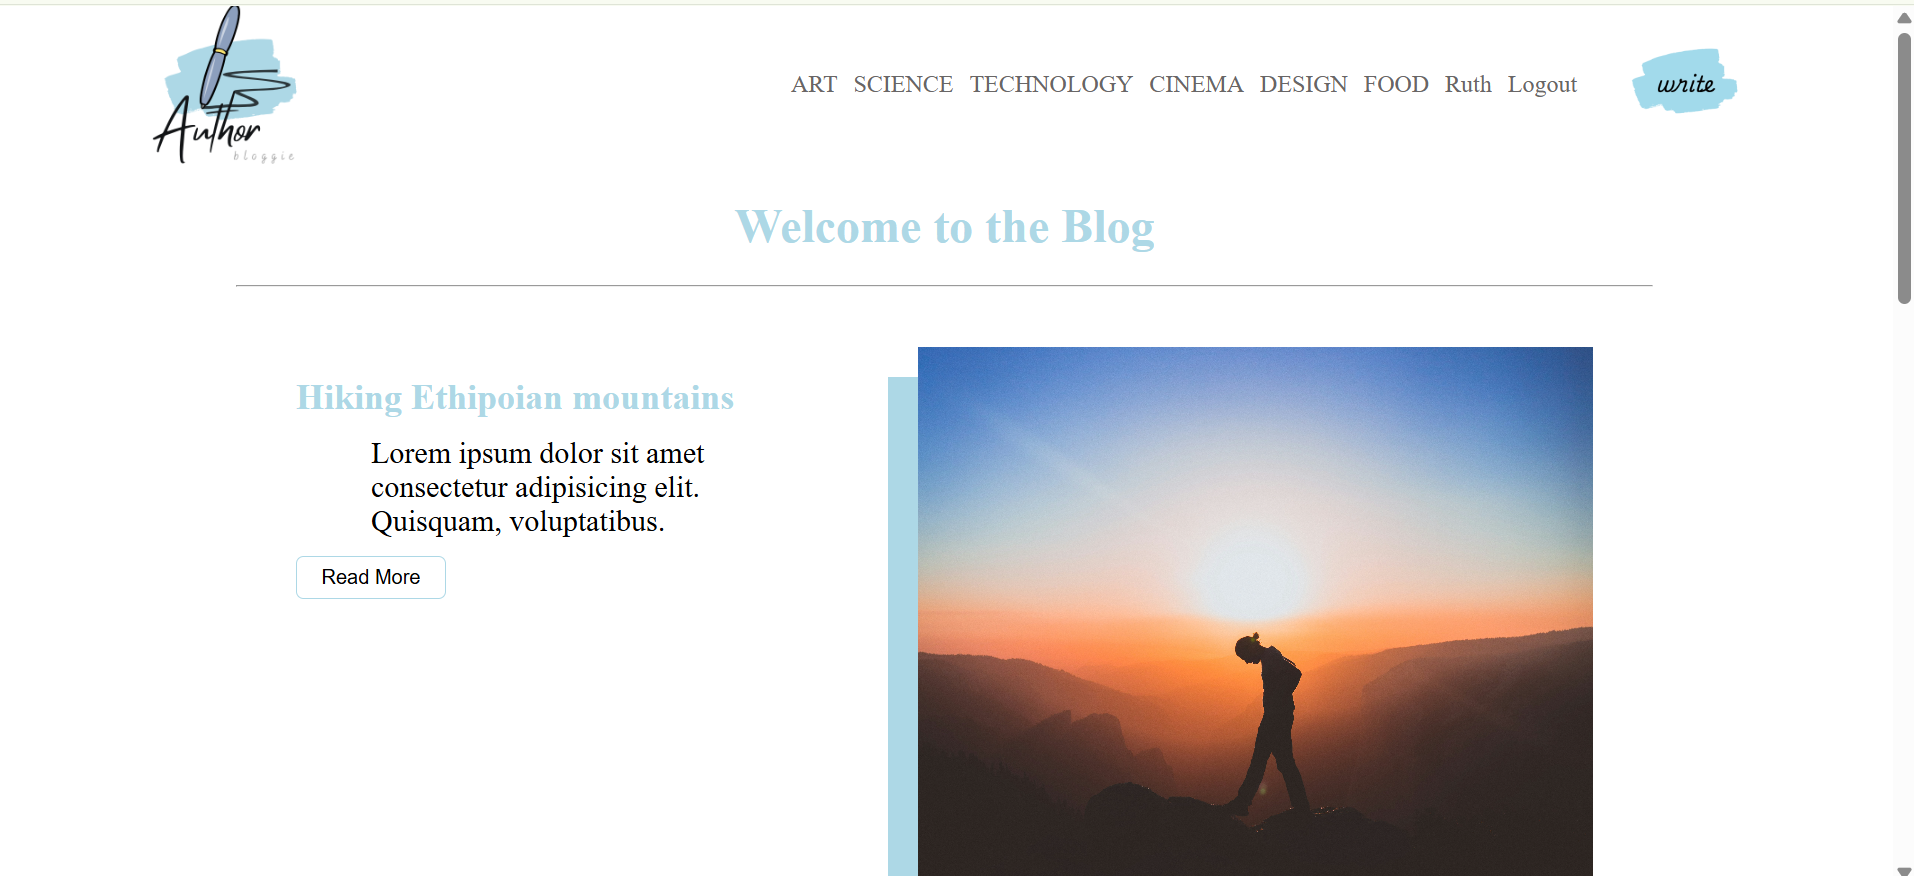 Author
bloggie
ART SCIENCE TECHNOLOGY CINEMA DESIGN FOOD Ruth Logout
write
Welcome to the Blog
Hiking Ethipoian mountains
Lorem ipsum dolor sit amet
consectetur adipisicing elit.
Quisquam, voluptatibus.
Read More